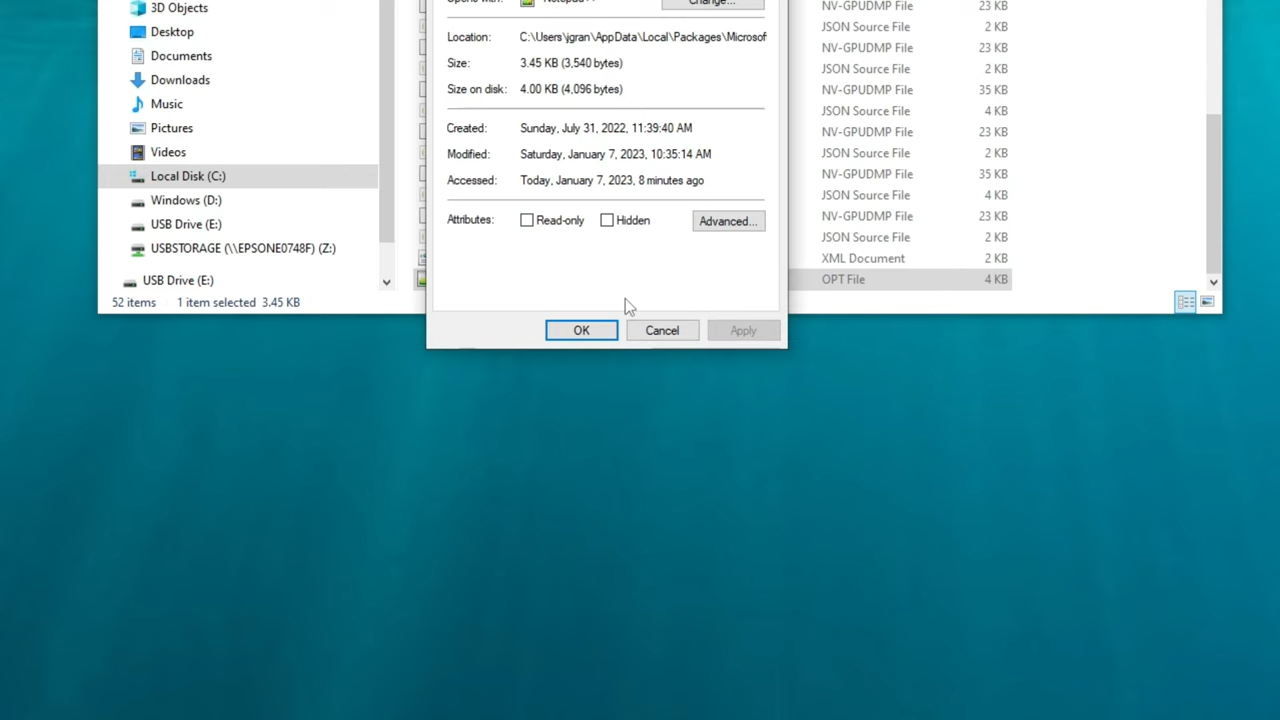 3D Objects
Desktop
Documents
Downloads
Music
Pictures
Videos
Local Disk (C:)
Windows (D:)
USB Drive (E:)
USBSTORAGE (\\EPSONE0748F) (Z:)
USB Drive (E:)
52 items 1 item selected 3.45 KB
Change...
Location: C:\Users\jgran\AppData\Local\Packages\Microsof
Size: 3.45 KB (3,540 bytes)
Size on disk: 4.00 KB (4,096 bytes)
Created: Sunday, July 31, 2022, 11:39:40 AM
Modified: Saturday, January 7, 2023, 10:35:14 AM
Accessed: Today, January 7, 2023, 8 minutes ago
Attributes: Read-only Hidden Advanced...
OK Cancel Apply
NV-GPUDMP File 23 KB
JSON Source File 2 KB
NV-GPUDMP File 23 KB
JSON Source File 2 KB
NV-GPUDMP File 35 KB
JSON Source File 4 KB
NV-GPUDMP File 23 KB
JSON Source File 2 KB
NV-GPUDMP File 35 KB
JSON Source File 4 KB
NV-GPUDMP File 23 KB
JSON Source File 2 KB
XML Document 2 KB
OPT File 4 KB